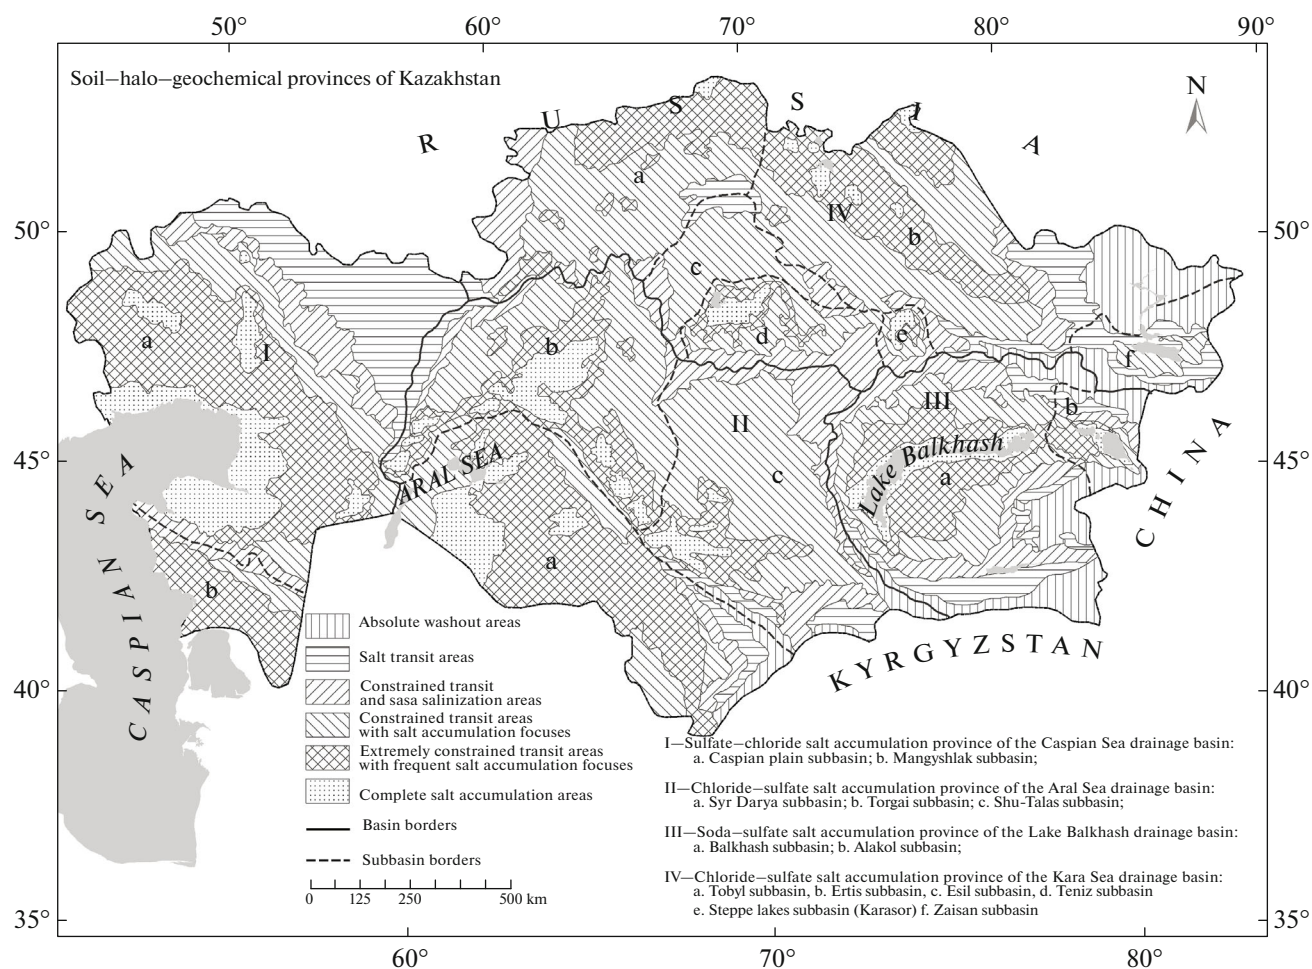 50° 60° 70° 80° 90°
Soil–halo–geochemical provinces of Kazakhstan
N
R U S S I A
a
IV
b
50° 50°
c
a
I
b
d
e
f
III
b
II
45° 45°
ARAL SEA
Lake Balkhash
a
c
CASPIAN SEA
CHINA
a
b
Absolute washout areas
Salt transit areas
Constrained transit
and sasa salinization areas
Constrained transit areas
with salt accumulation focuses
Extremely constrained transit areas
with frequent salt accumulation focuses
Complete salt accumulation areas
Basin borders
Subbasin borders
0 125 250 500 km
KYRGYZSTAN
40° 40°
I—Sulfate–chloride salt accumulation province of the Caspian Sea drainage basin:
a. Caspian plain subbasin; b. Mangyshlak subbasin;
II—Chloride–sulfate salt accumulation province of the Aral Sea drainage basin:
a. Syr Darya subbasin; b. Torgai subbasin; c. Shu-Talas subbasin;
III—Soda–sulfate salt accumulation province of the Lake Balkhash drainage basin:
a. Balkhash subbasin; b. Alakol subbasin;
IV—Chloride–sulfate salt accumulation province of the Kara Sea drainage basin:
a. Tobyl subbasin, b. Ertis subbasin, c. Esil subbasin, d. Teniz subbasin
e. Steppe lakes subbasin (Karasor) f. Zaisan subbasin
35° 35°
60° 70° 80°